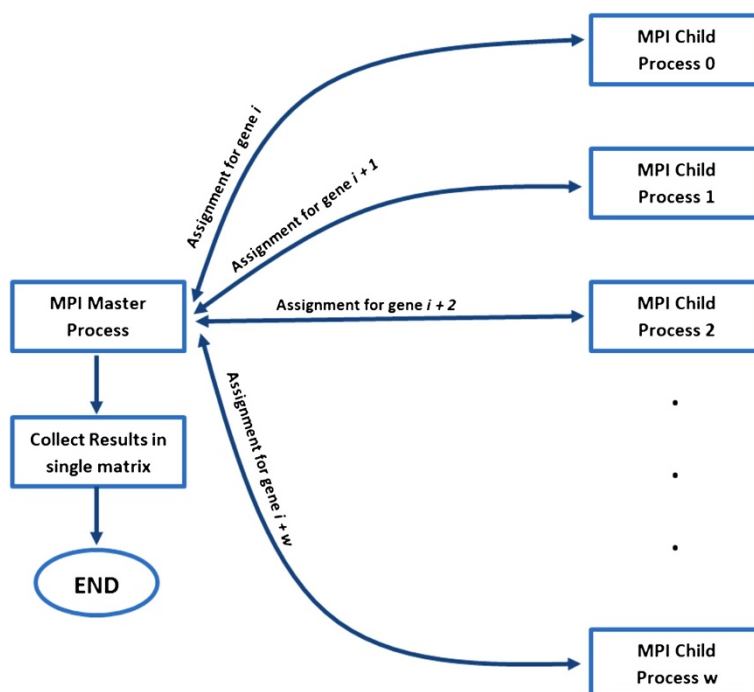 MPI Child
Process 0
Assignment for gene i
MPI Child
Process 1
Assignment for gene i + 1
MPI Master
Process
Assignment for gene i + 2
MPI Child
Process 2
Assignment for gene i + w
Collect Results in
single matrix
END
MPI Child
Process w